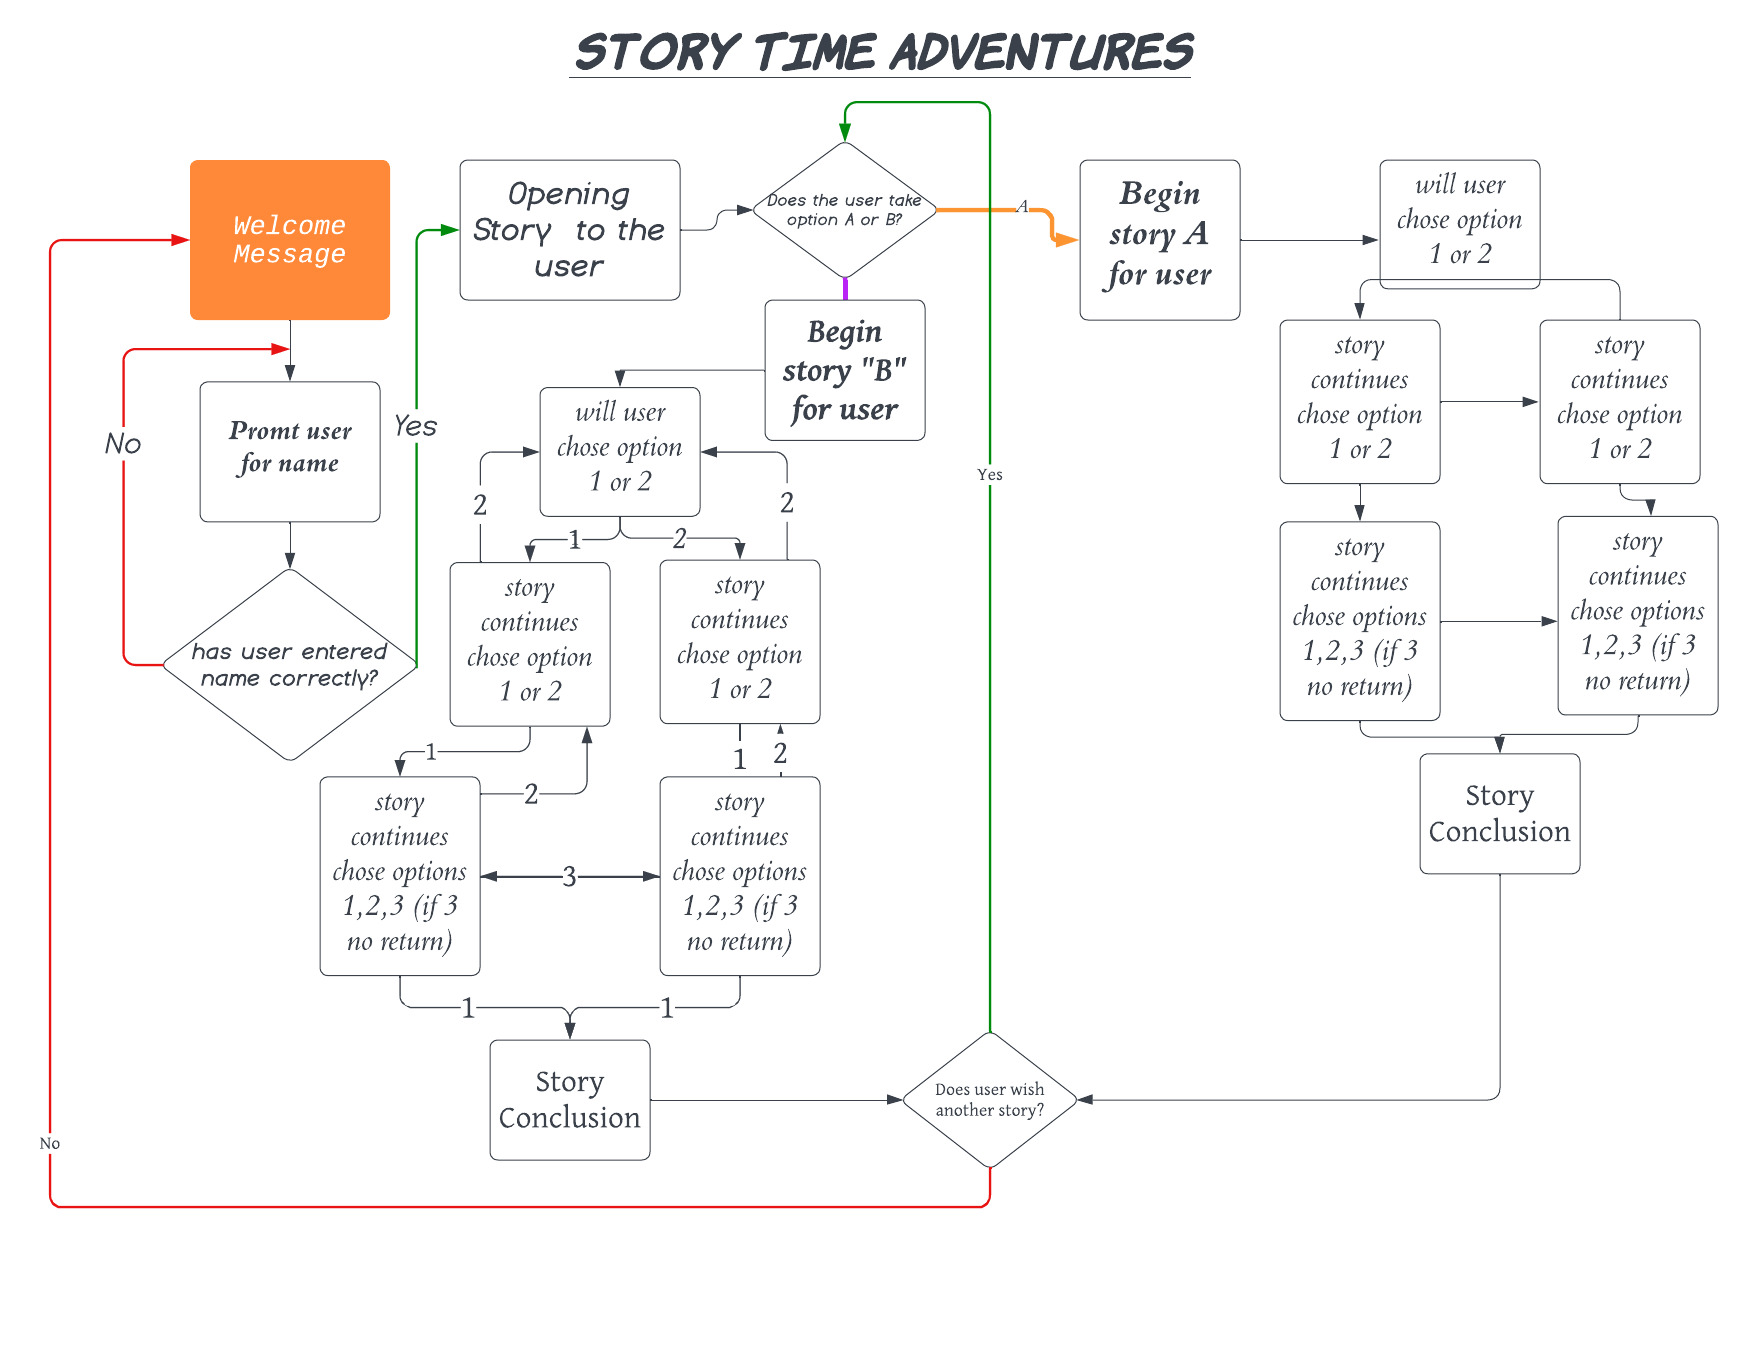 STORY TIME ADVENTURES
Welcome
Message
Promt user
for name
has user entered
name correctly?
No
Yes
Opening
Story to the
user
Does the user take
option A or B?
A
Begin
story A
for user
will user
chose option
1 or 2
story
continues
chose option
1 or 2
story
continues
chose option
1 or 2
story
continues
chose options
1,2,3 (if 3
no return)
story
continues
chose options
1,2,3 (if 3
no return)
Story
Conclusion
Begin
story "B"
for user
will user
chose option
1 or 2
2
2
1
2
story
continues
chose option
1 or 2
story
continues
chose option
1 or 2
1
2
1
2
story
continues
chose options
1,2,3 (if 3
no return)
3
story
continues
chose options
1,2,3 (if 3
no return)
1
1
Story
Conclusion
Does user wish
another story?
Yes
No